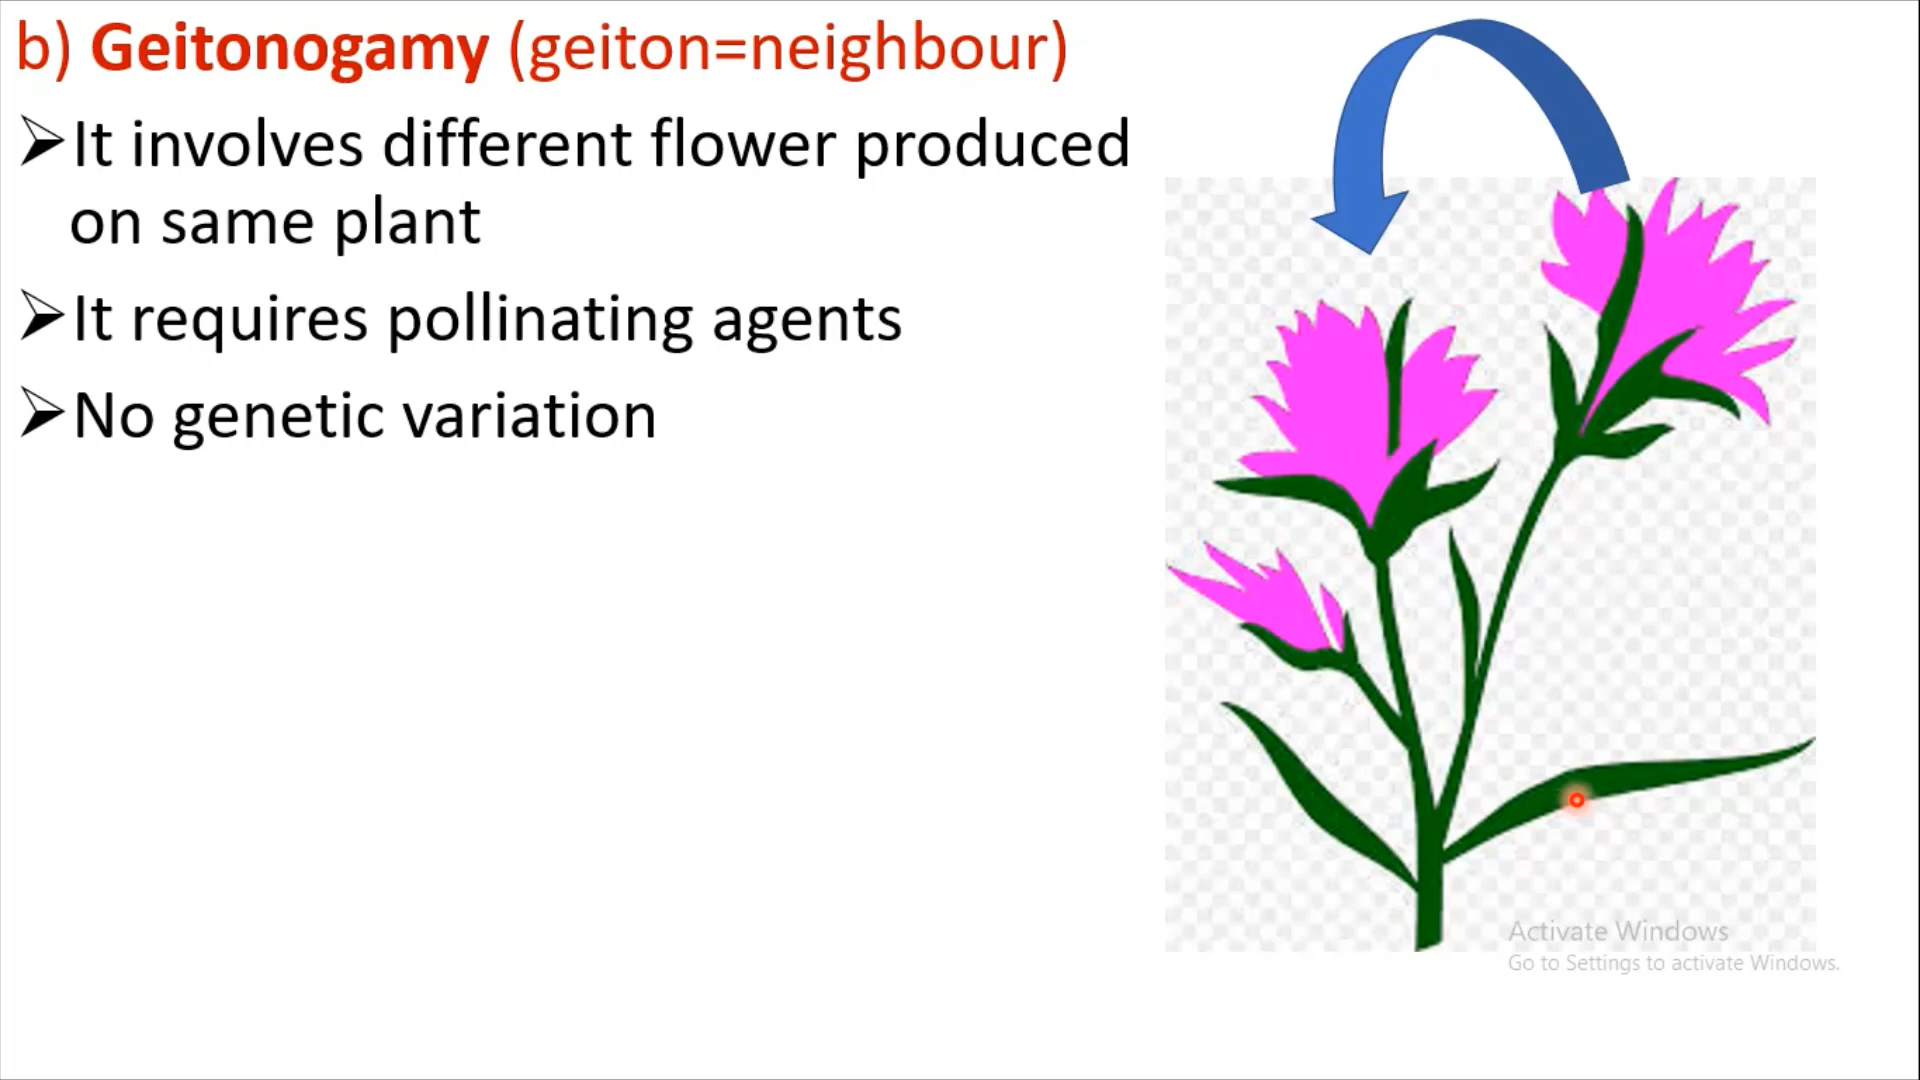 b) Geitonogamy (geiton=neighbour)
➢It involves different flower produced
on same plant
➢It requires pollinating agents
➢No genetic variation
Activate Windows
Go to Settings to activate Windows.